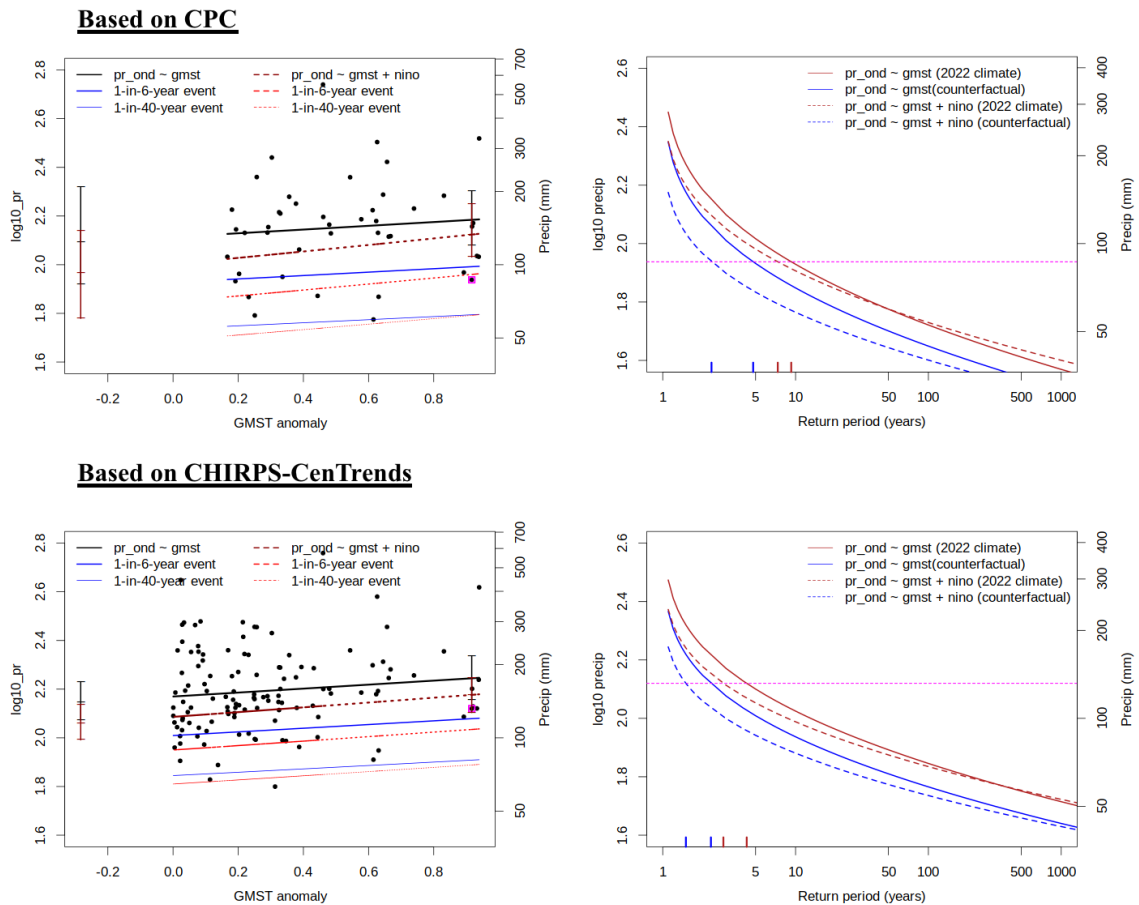 Based on CPC
pr_ond ~ gmst
1-in-6-year event
1-in-40-year event
pr_ond ~ gmst + nino
1-in-6-year event
1-in-40-year event
log10_pr
1.6 1.8 2.0 2.2 2.4 2.6 2.8
-0.2 0.0 0.2 0.4 0.6 0.8
GMST anomaly
50 100 200 300 500 700
Precip (mm)
pr_ond ~ gmst (2022 climate)
pr_ond ~ gmst(counterfactual)
pr_ond ~ gmst + nino (2022 climate)
pr_ond ~ gmst + nino (counterfactual)
log10 precip
1.6 1.8 2.0 2.2 2.4 2.6
1 5 10 50 100 500 1000
Return period (years)
50 100 200 300 400
Precip (mm)
Based on CHIRPS-CenTrends
pr_ond ~ gmst
1-in-6-year event
1-in-40-year event
pr_ond ~ gmst + nino
1-in-6-year event
1-in-40-year event
log10_pr
1.6 1.8 2.0 2.2 2.4 2.6 2.8
-0.2 0.0 0.2 0.4 0.6 0.8
GMST anomaly
50 100 200 300 500 700
Precip (mm)
pr_ond ~ gmst (2022 climate)
pr_ond ~ gmst(counterfactual)
pr_ond ~ gmst + nino (2022 climate)
pr_ond ~ gmst + nino (counterfactual)
log10 precip
1.6 1.8 2.0 2.2 2.4 2.6
1 5 10 50 100 500 1000
Return period (years)
50 100 200 300 400
Precip (mm)